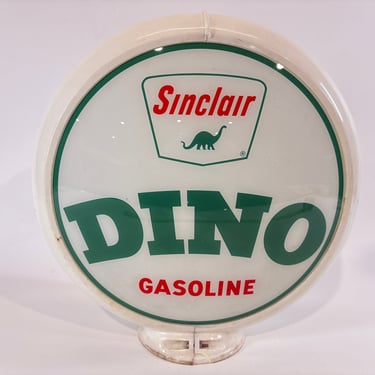 Sinclair
®
DINO
GASOLINE